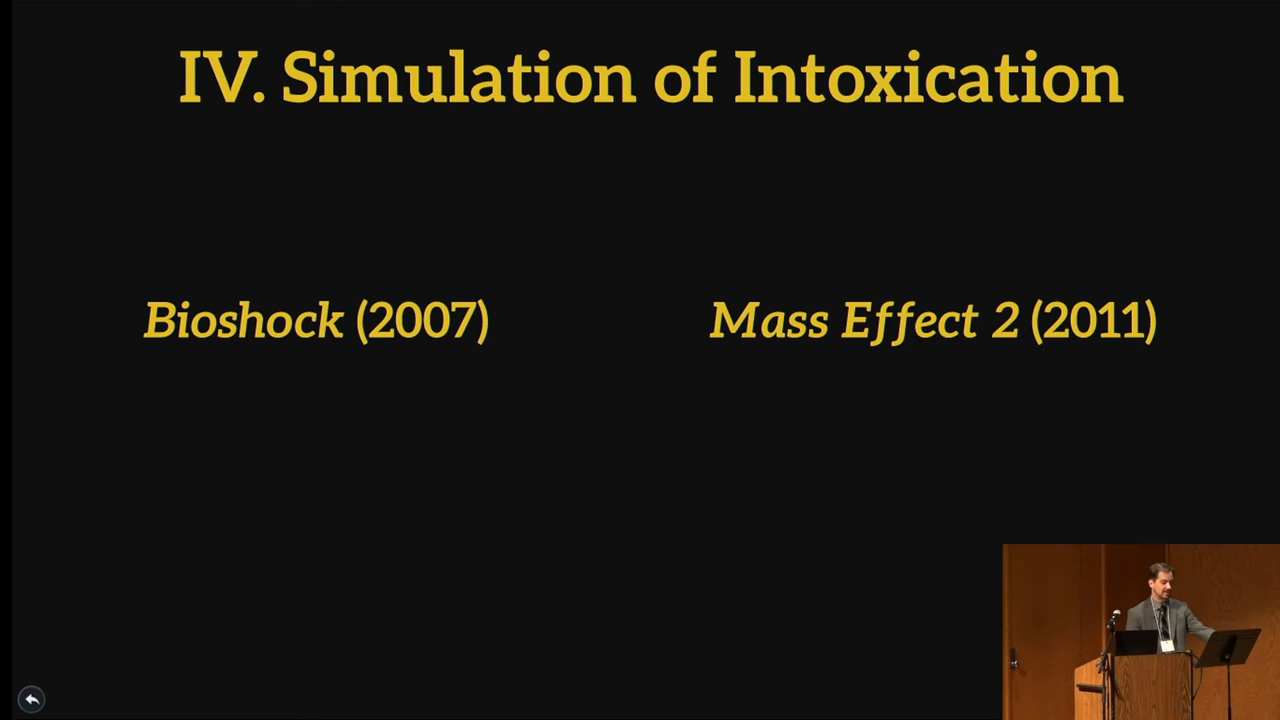 IV. Simulation of Intoxication
Bioshock (2007)
Mass Effect 2 (2011)